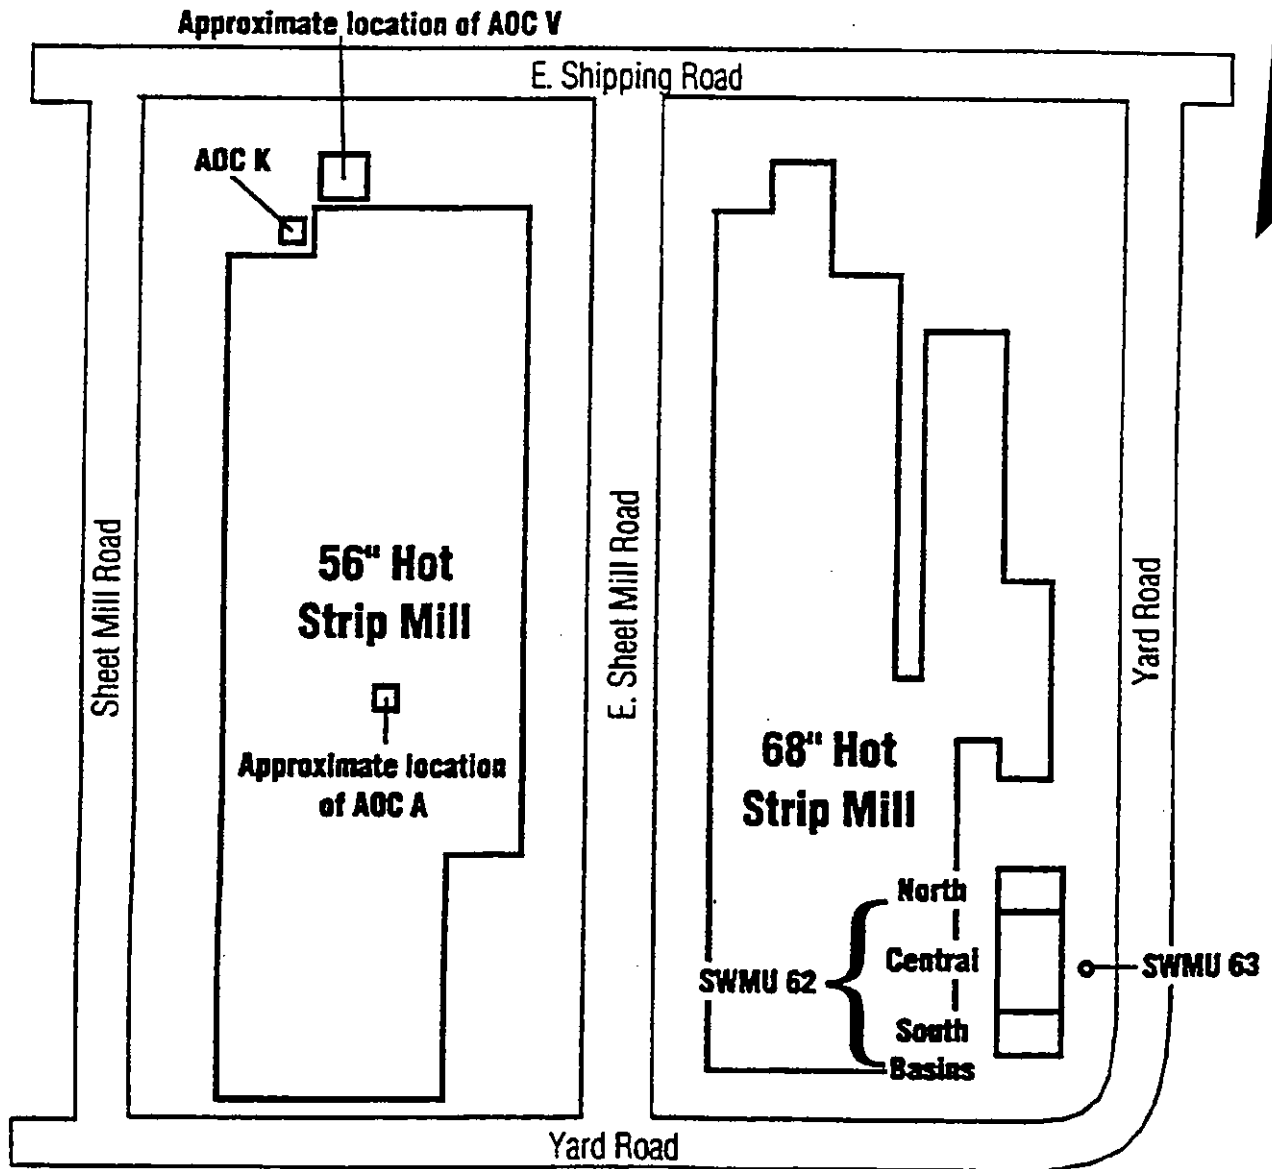 Approximate location of AOC V
E. Shipping Road
AOC K
Sheet Mill Road
56" Hot
Strip Mill
E. Sheet Mill Road
Yard Road
Approximate location
of AOC A
68" Hot
Strip Mill
North
Central
SWMU 62
SWMU 63
South
Basins
Yard Road